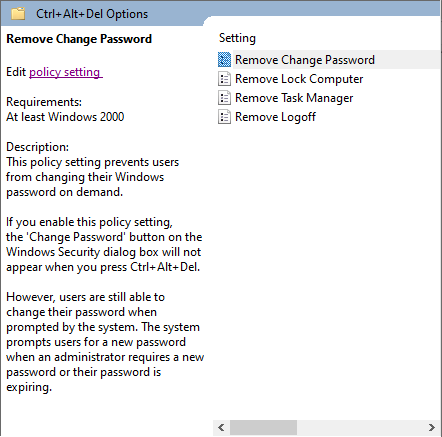 Ctrl+Alt+Del Options
Remove Change Password
Edit policy setting
Requirements:
At least Windows 2000
Description:
This policy setting prevents users
from changing their Windows
password on demand.
If you enable this policy setting,
the 'Change Password' button on the
Windows Security dialog box will not
appear when you press Ctrl+Alt+Del.
However, users are still able to
change their password when
prompted by the system. The system
prompts users for a new password
when an administrator requires a new
password or their password is
expiring.
Setting
Remove Change Password
Remove Lock Computer
Remove Task Manager
Remove Logoff